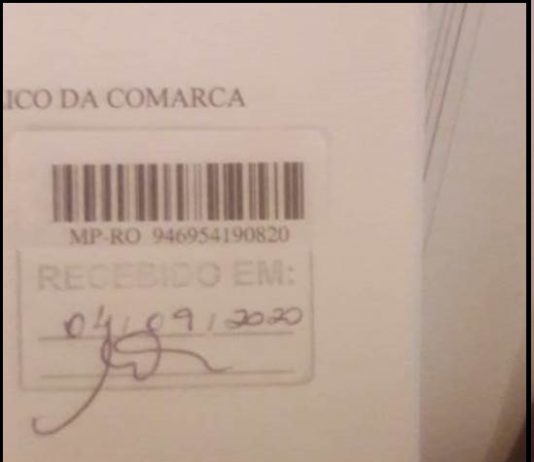 ICO DA COMARCA
MP-RO 946954190820
RECEBIDO EM:
04/09/2020